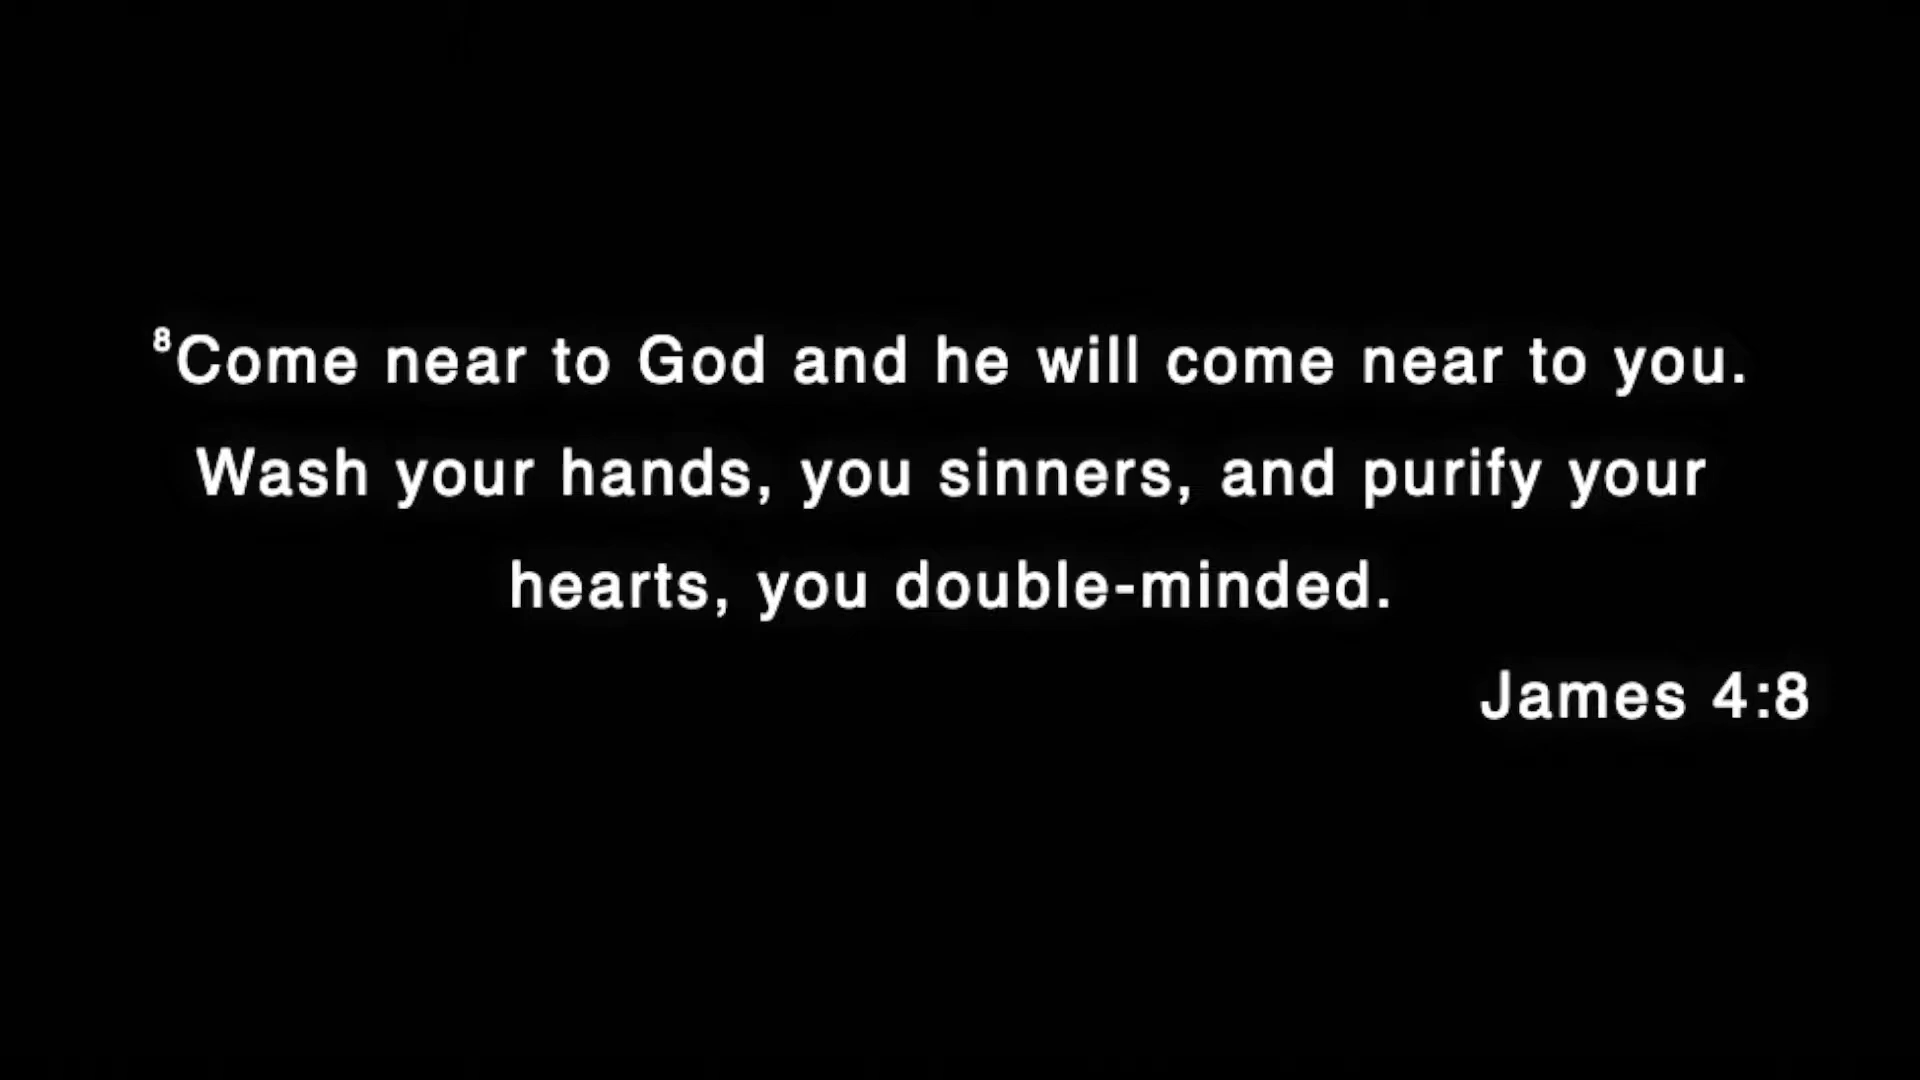 ⁸Come near to God and he will come near to you.
Wash your hands, you sinners, and purify your
hearts, you double-minded.
James 4:8